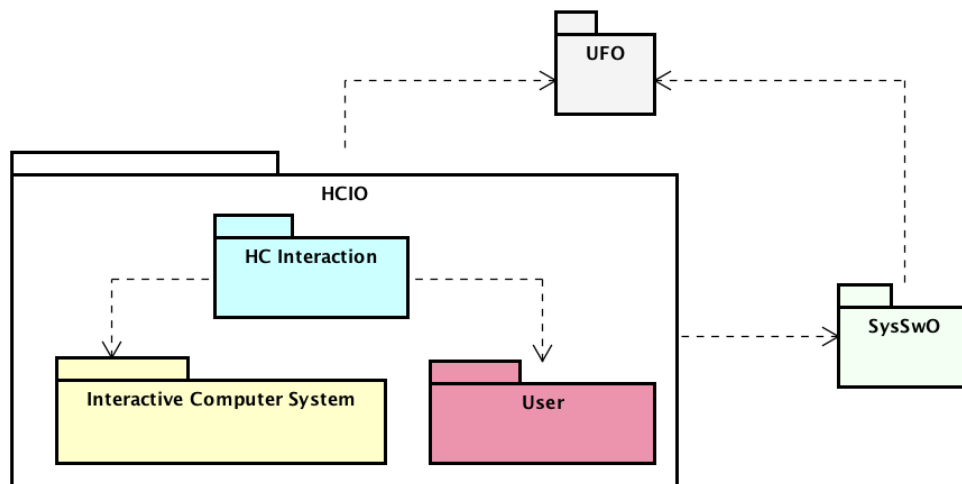 UFO
HCIO
HC Interaction
SysSwO
Interactive Computer System
User